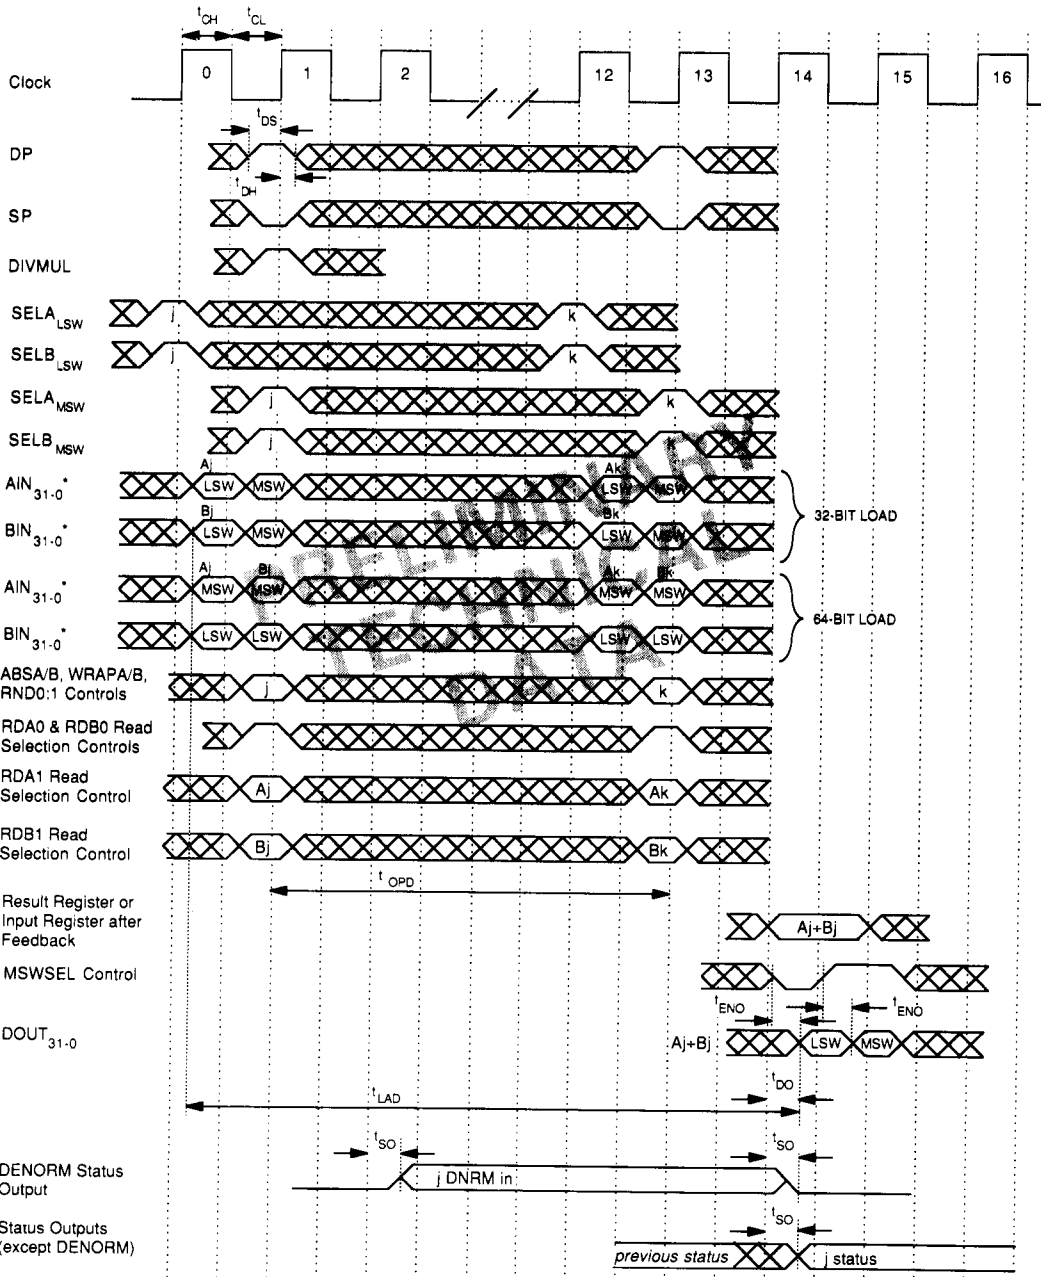 tCH tCL
Clock 0 1 2 12 13 14 15 16
tDS
DP
tDH
SP
DIVMUL
SELALSW j k
SELBLSW j k
SELAMSW j k
SELBMSW j
Aj Ak
AIN31-0* LSW MSW LSW MSW
Bj Bk
BIN31-0* LSW MSW LSW MSW
32-BIT LOAD
Aj Bj Ak Bk
AIN31-0* MSW MSW MSW MSW
BIN31-0* LSW LSW LSW LSW
64-BIT LOAD
PRELIMINARY
TECHNICAL
DATA
ABSA/B, WRAPA/B,
RND0:1 Controls j k
RDA0 & RDB0 Read
Selection Controls
RDA1 Read
Selection Control Aj Ak
RDB1 Read
Selection Control Bj Bk
tOPD
Result Register or
Input Register after
Feedback Aj+Bj
MSWSEL Control
tENO tENO
DOUT31-0 Aj+Bj LSW MSW
tDO
tLAD
tSO tSO
DENORM Status
Output j DNRM in
tSO
Status Outputs
(except DENORM) previous status j status